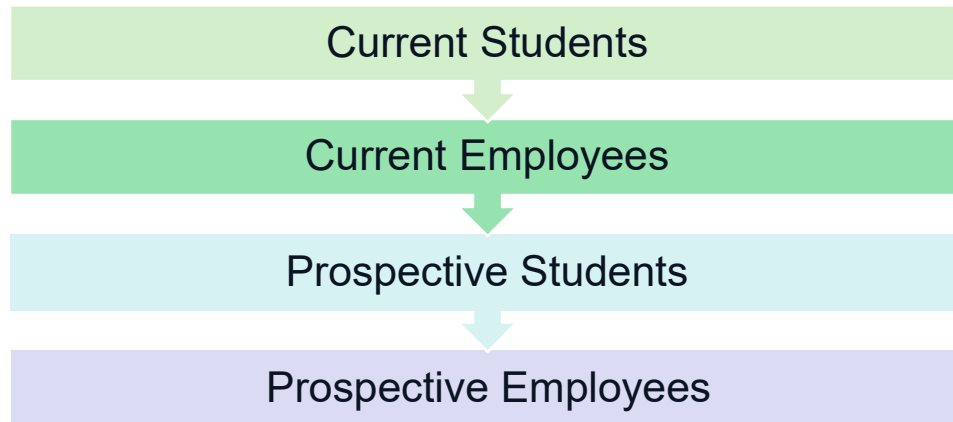 Current Students
Current Employees
Prospective Students
Prospective Employees